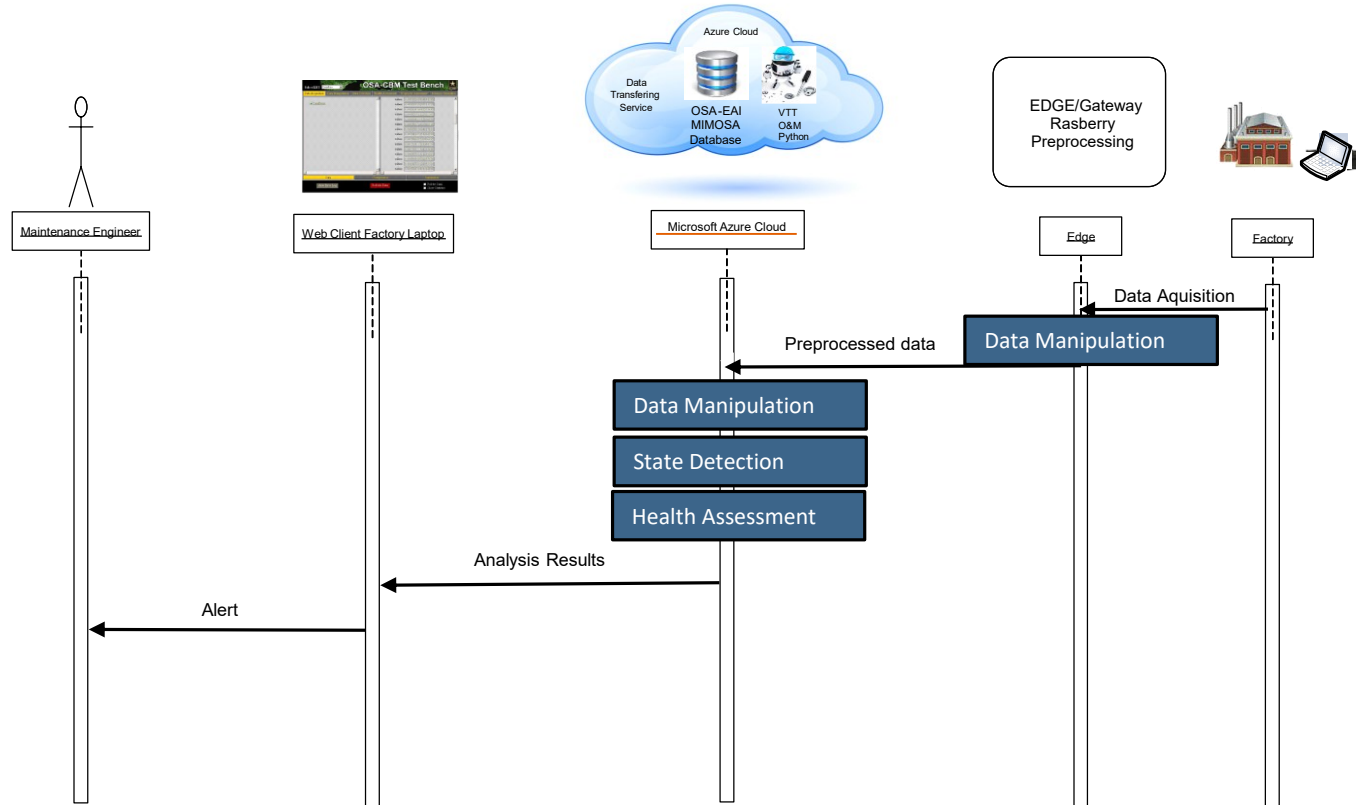 Azure Cloud
Data
Transfering
Service
OSA-EAI
MIMOSA
Database
VTT
O&M
Python
OSA-CBM Test Bench
EDGE/Gateway
Rasberry
Preprocessing
Maintenance Engineer
Web Client Factory Laptop
Microsoft Azure Cloud
Edge
Factory
Data Aquisition
Data Manipulation
Preprocessed data
Data Manipulation
State Detection
Health Assessment
Analysis Results
Alert